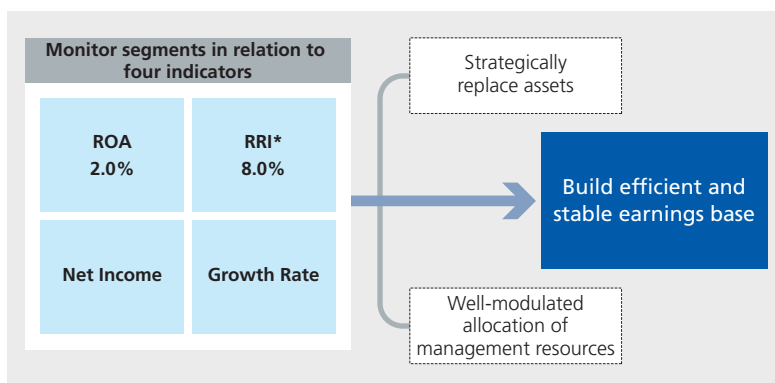 Monitor segments in relation to
four indicators
ROA
2.0%
RRI*
8.0%
Net Income
Growth Rate
Strategically
replace assets
Build efficient and
stable earnings base
Well-modulated
allocation of
management resources